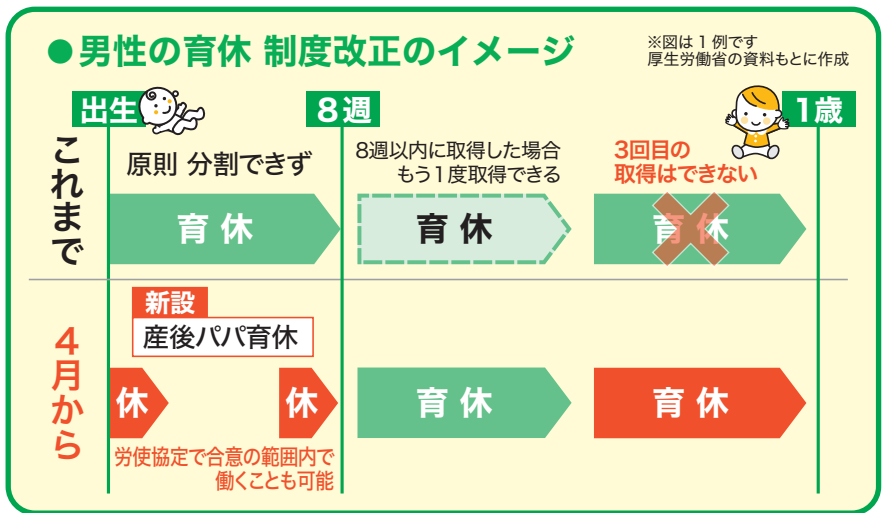 ●男性の育休 制度改正のイメージ
※図は1例です
厚生労働省の資料もとに作成
出生
8週
1歳
これまで
原則 分割できず
8週以内に取得した場合
もう1度取得できる
3回目の
取得はできない
育休
育休
育休
4月から
新設
産後パパ育休
休
休
育休
育休
労使協定で合意の範囲内で
働くことも可能